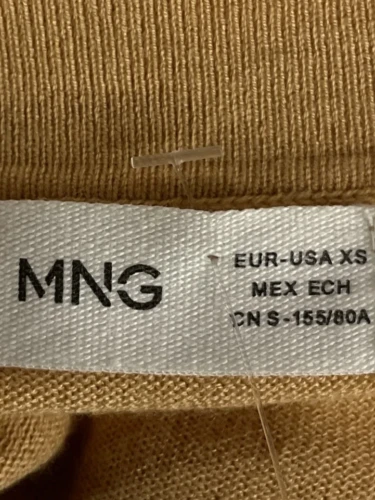 MNG
EUR-USA XS
MEX ECH
CN S-155/80A